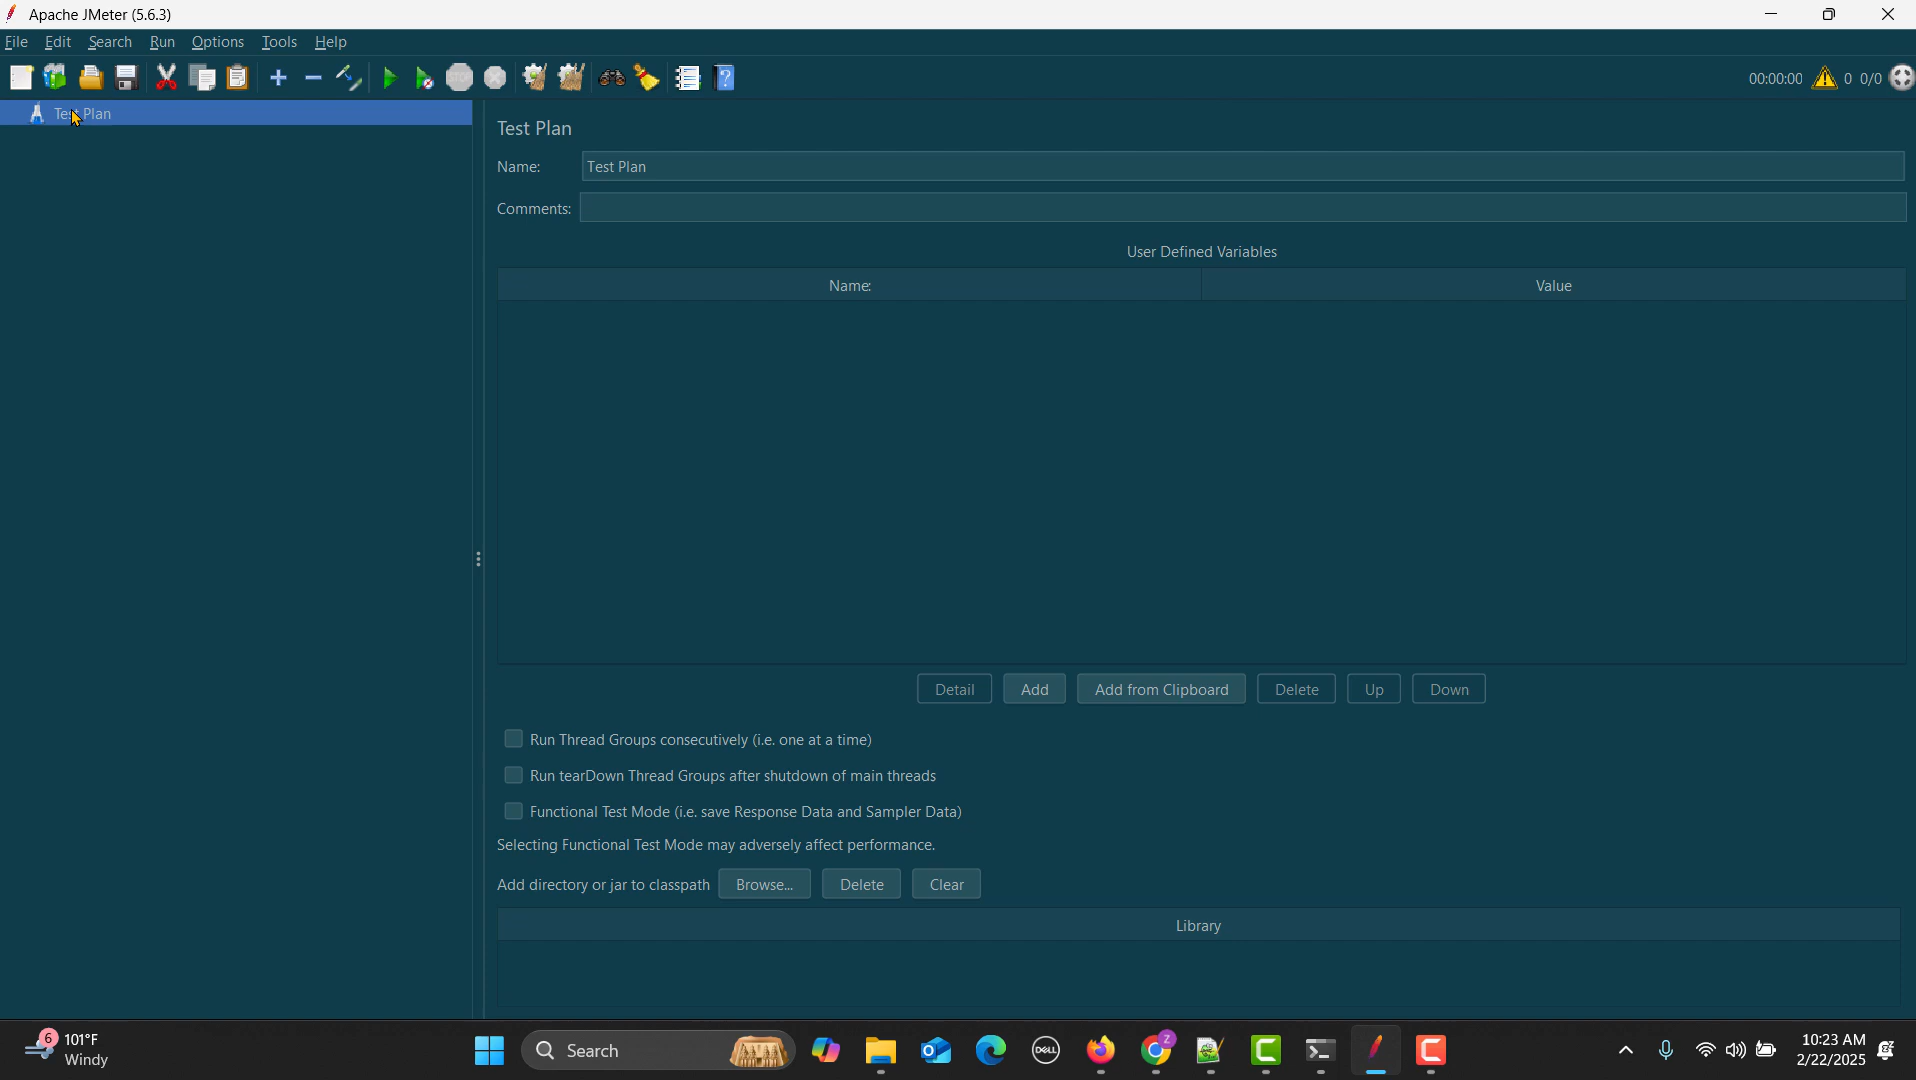 Apache JMeter (5.6.3)
File Edit Search Run Options Tools Help
STOP
00:00:00 0 0/0
Test Plan
Test Plan
Name: Test Plan
Comments:
User Defined Variables
Name: Value
Detail Add Add from Clipboard Delete Up Down
Run Thread Groups consecutively (i.e. one at a time)
Run tearDown Thread Groups after shutdown of main threads
Functional Test Mode (i.e. save Response Data and Sampler Data)
Selecting Functional Test Mode may adversely affect performance.
Add directory or jar to classpath Browse... Delete Clear
Library
6 101°F
Windy
Search
DELL
Z
10:23 AM
2/22/2025